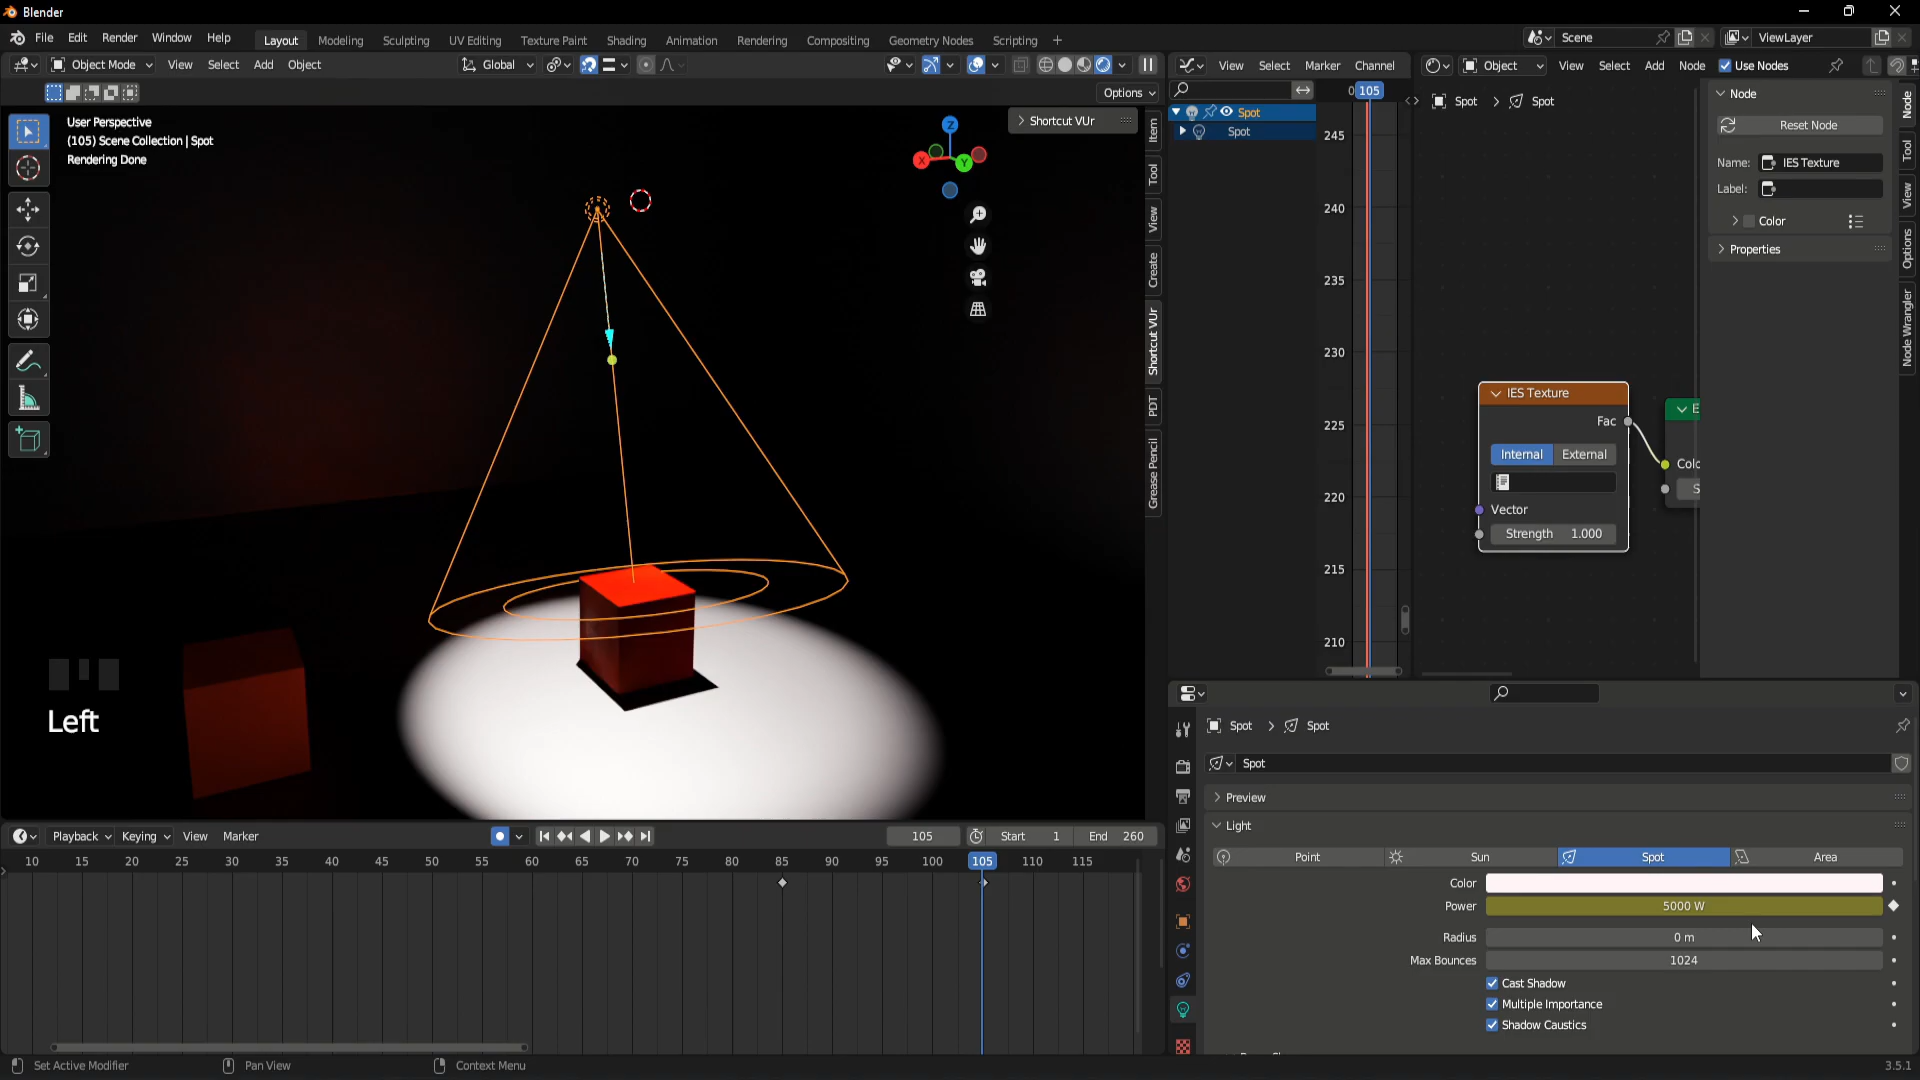 Blender
File Edit Render Window Help Layout Modeling Sculpting UV Editing Texture Paint Shading Animation Rendering Compositing Geometry Nodes Scripting + Scene ViewLayer
Object Mode View Select Add Object Global View Select Marker Channel Object View Select Add Node Use Nodes
Options
User Perspective
(105) Scene Collection | Spot
Rendering Done
Z
X
Y
Shortcut VUr
Item
Tool
View
Create
Shortcut VUr
PDT
Grease Pencil
Spot
Spot
0 105
245
240
235
230
225
220
215
210
Spot Spot
IES Texture
Fac
Internal External
Vector
Strength 1.000
E
Colc
S
Node
Reset Node
Name: IES Texture
Label:
Color
Properties
Node
Tool
View
Options
Node Wrangler
Left
Playback Keying View Marker 105 Start 1 End 260
10 15 20 25 30 35 40 45 50 55 60 65 70 75 80 85 90 95 100 105 110 115
Spot Spot
Spot
Preview
Light
Point Sun Spot Area
Color
Power 5000 W
Radius 0 m
Max Bounces 1024
Cast Shadow
Multiple Importance
Shadow Caustics
Set Active Modifier Pan View Context Menu 3.5.1